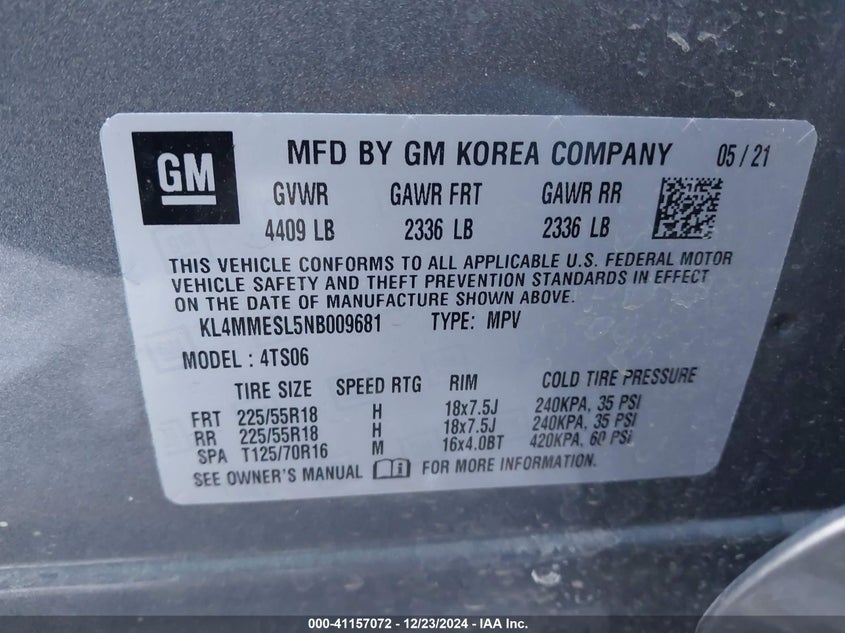 GM MFD BY GM KOREA COMPANY 05/21
GVWR GAWR FRT GAWR RR
4409 LB 2336 LB 2336 LB
THIS VEHICLE CONFORMS TO ALL APPLICABLE U.S. FEDERAL MOTOR
VEHICLE SAFETY AND THEFT PREVENTION STANDARDS IN EFFECT
ON THE DATE OF MANUFACTURE SHOWN ABOVE.
KL4MMESL5NB009681 TYPE: MPV
MODEL : 4TS06
TIRE SIZE SPEED RTG RIM COLD TIRE PRESSURE
FRT 225/55R18 H 18x7.5J 240KPA, 35 PSI
RR 225/55R18 H 18x7.5J 240KPA, 35 PSI
SPA T125/70R16 M 16x4.0BT 420KPA, 60 PSI
SEE OWNER'S MANUAL FOR MORE INFORMATION.
000-41157072 / 12/23/2024 - IAA Inc.